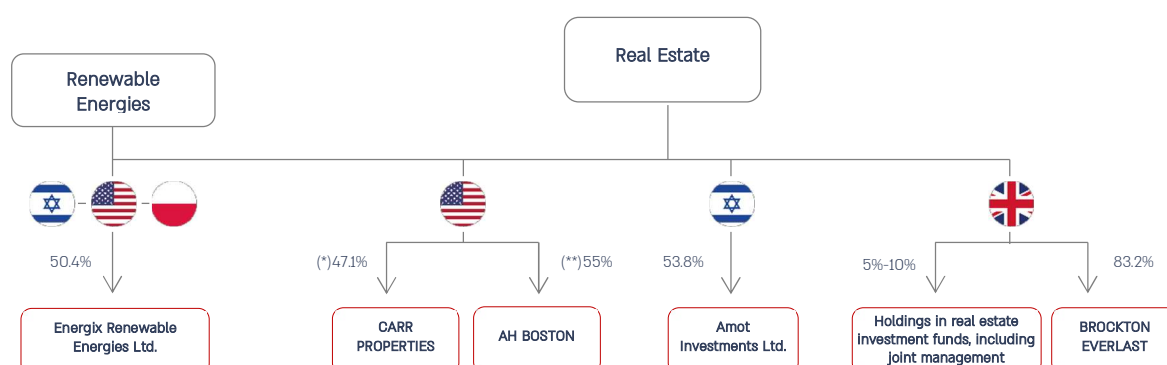 Real Estate
Renewable
Energies
50.4%
(*)47.1%
(**)55%
53.8%
5%-10%
83.2%
Energix Renewable
Energies Ltd.
CARR
PROPERTIES
AH BOSTON
Amot
Investments Ltd.
Holdings in real estate
investment funds, including
joint management
BROCKTON
EVERLAST